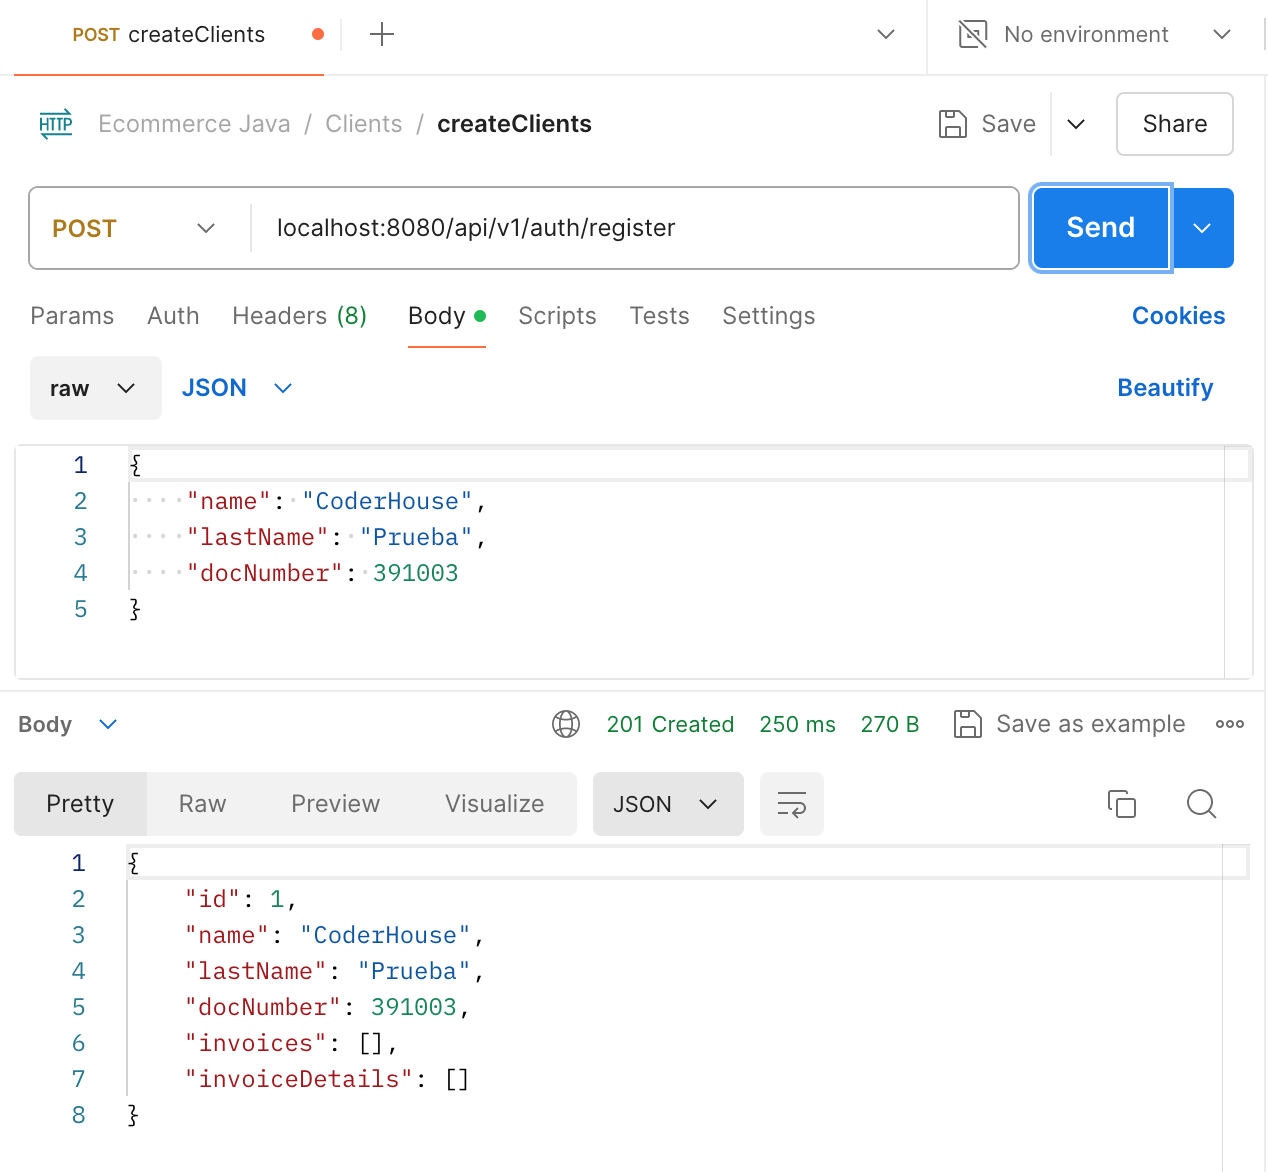 POST createClients
No environment
HTTP Ecommerce Java / Clients / createClients Save Share
POST localhost:8080/api/v1/auth/register Send
Params Auth Headers (8) Body Scripts Tests Settings Cookies
raw JSON Beautify
1 {
2 "name": "CoderHouse",
3 "lastName": "Prueba",
4 "docNumber": 391003
5 }
Body 201 Created 250 ms 270 B Save as example
Pretty Raw Preview Visualize JSON
1 {
2 "id": 1,
3 "name": "CoderHouse",
4 "lastName": "Prueba",
5 "docNumber": 391003,
6 "invoices": [],
7 "invoiceDetails": []
8 }